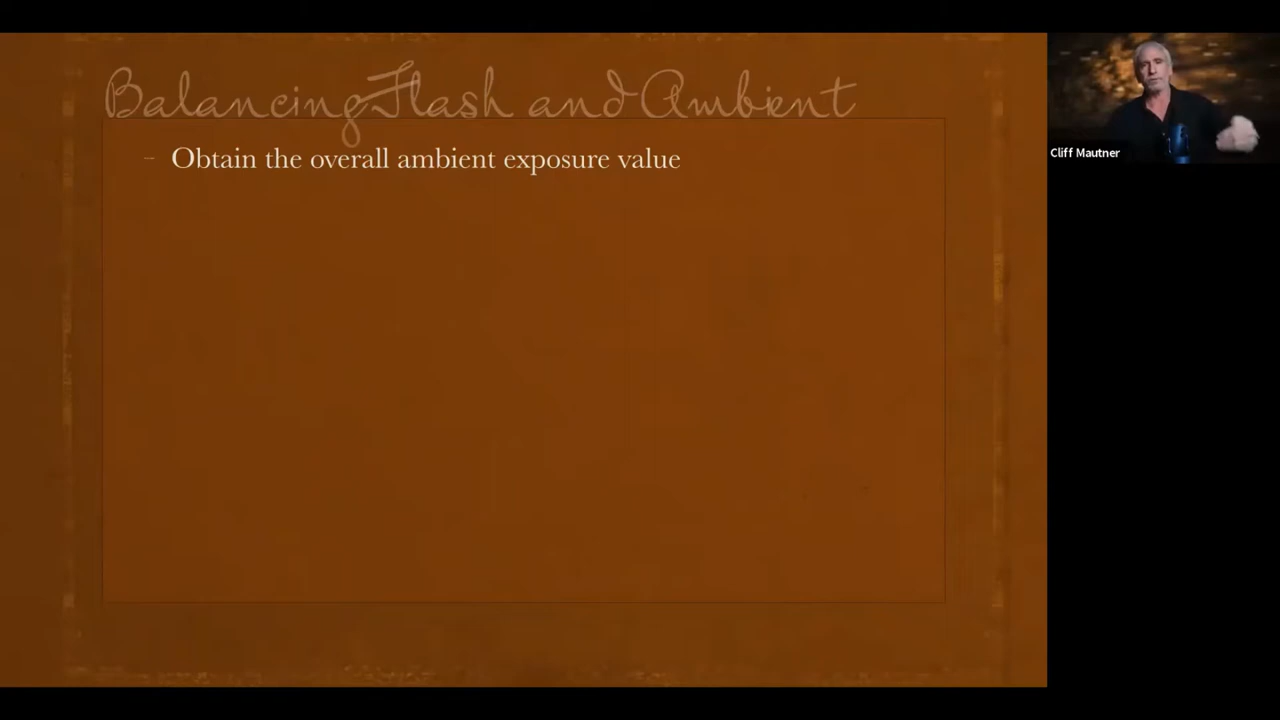 Balancing Flash and Ambient
– Obtain the overall ambient exposure value
Cliff Mautner